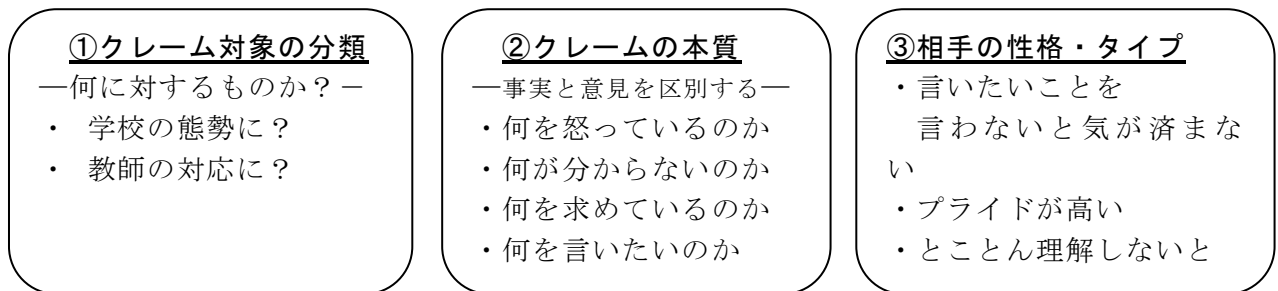 ①クレーム対象の分類
―何に対するものか?－
・ 学校の態勢に?
・ 教師の対応に?
②クレームの本質
―事実と意見を区別する―
・何を怒っているのか
・何が分からないのか
・何を求めているのか
・何を言いたいのか
③相手の性格・タイプ
・言いたいことを
言わないと気が済まな
い
・プライドが高い
・とことん理解しないと